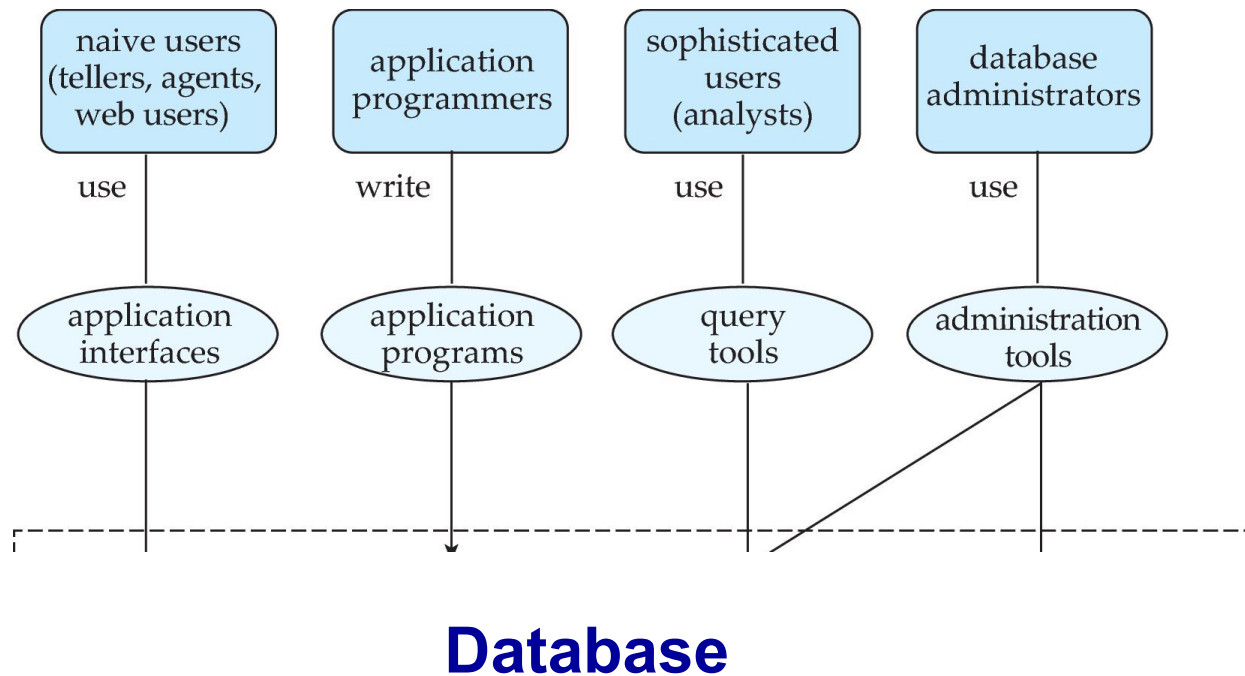 naive users
(tellers, agents,
web users)
application
programmers
sophisticated
users
(analysts)
database
administrators
use
write
use
use
application
interfaces
application
programs
query
tools
administration
tools
Database